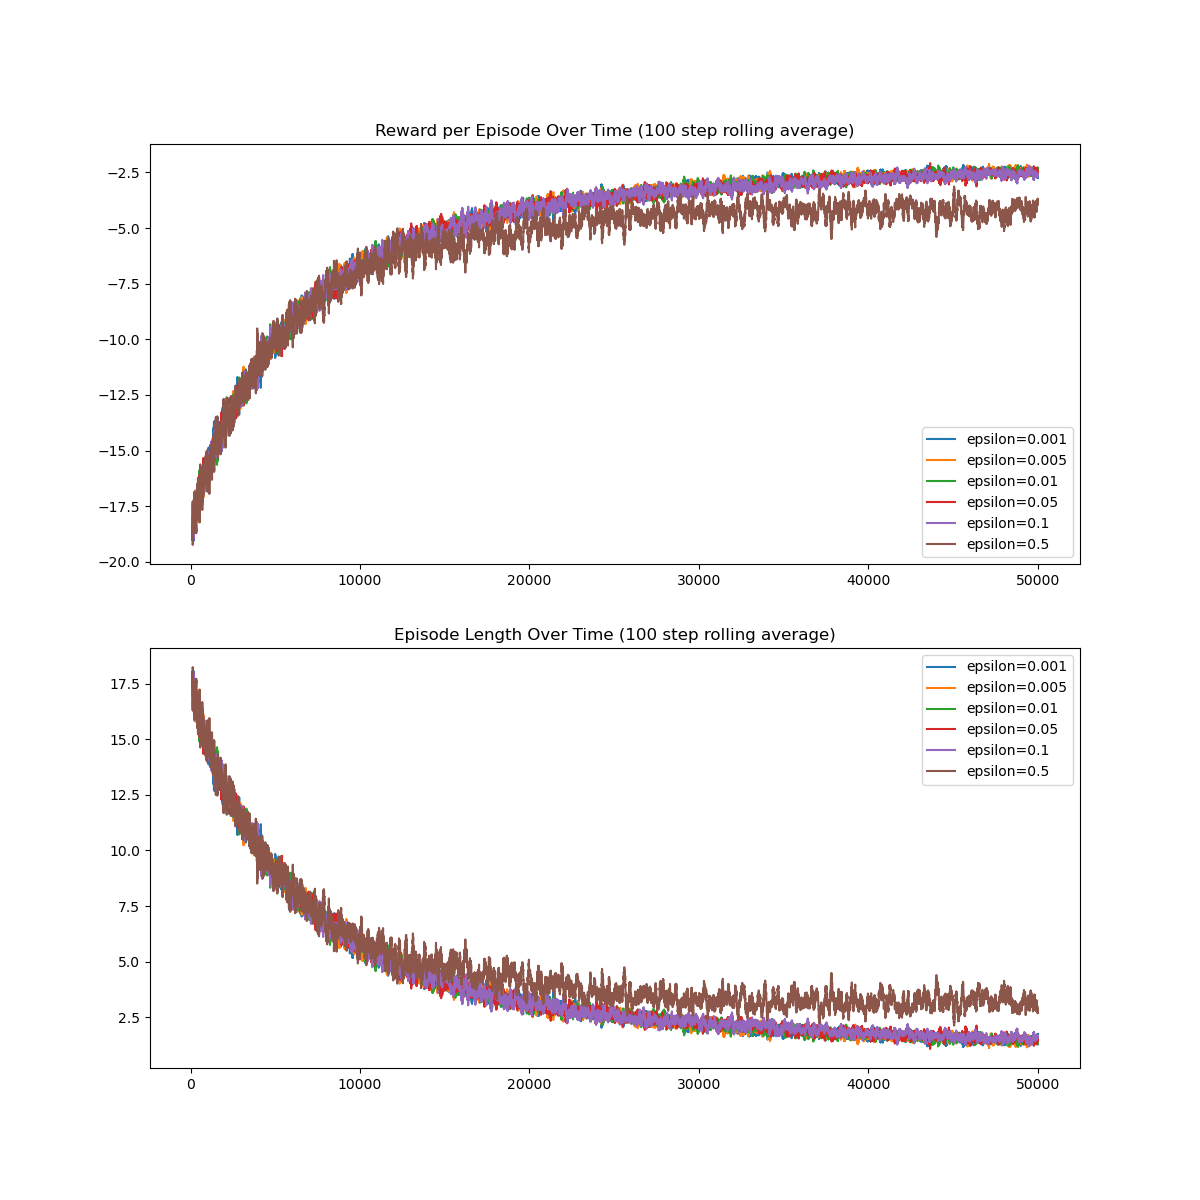 Reward per Episode Over Time (100 step rolling average)
−2.5
−5.0
−7.5
−10.0
−12.5
−15.0
−17.5
−20.0
epsilon=0.001
epsilon=0.005
epsilon=0.01
epsilon=0.05
epsilon=0.1
epsilon=0.5
0 10000 20000 30000 40000 50000
Episode Length Over Time (100 step rolling average)
17.5
15.0
12.5
10.0
7.5
5.0
2.5
epsilon=0.001
epsilon=0.005
epsilon=0.01
epsilon=0.05
epsilon=0.1
epsilon=0.5
0 10000 20000 30000 40000 50000